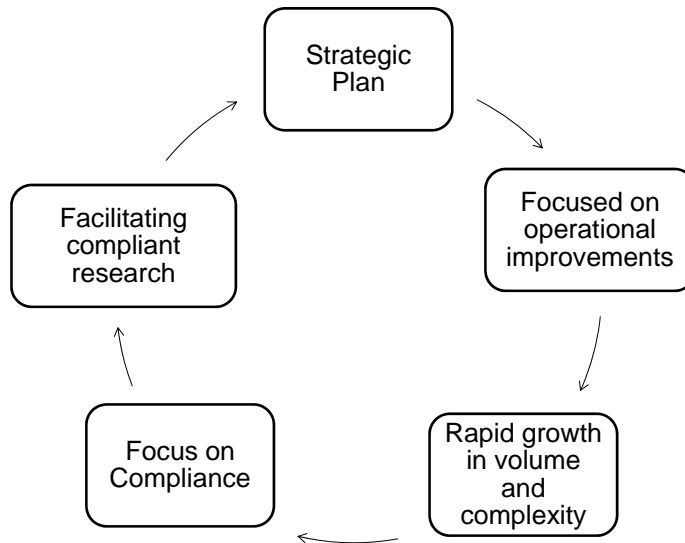 Strategic
Plan
Focused on
operational
improvements
Rapid growth
in volume
and
complexity
Focus on
Compliance
Facilitating
compliant
research